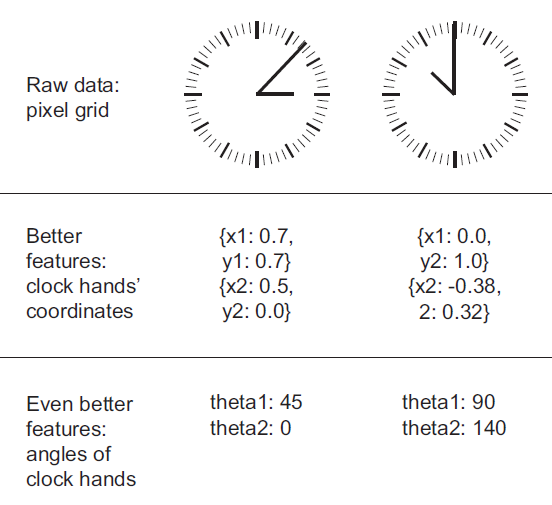 Raw data:
pixel grid
Better
features:
clock hands’
coordinates
{x1: 0.7,
y1: 0.7}
{x2: 0.5,
y2: 0.0}
{x1: 0.0,
y2: 1.0}
{x2: -0.38,
2: 0.32}
Even better
features:
angles of
clock hands
theta1: 45
theta2: 0
theta1: 90
theta2: 140